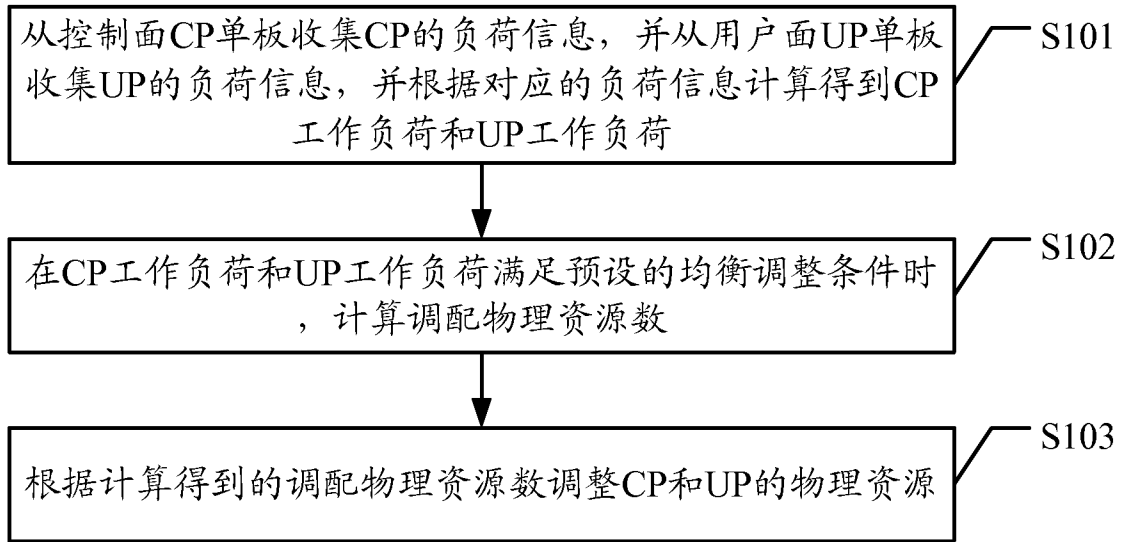 从控制面CP单板收集CP的负荷信息，并从用户面UP单板
收集UP的负荷信息，并根据对应的负荷信息计算得到CP
工作负荷和UP工作负荷
S101
在CP工作负荷和UP工作负荷满足预设的均衡调整条件时
，计算调配物理资源数
S102
根据计算得到的调配物理资源数调整CP和UP的物理资源
S103